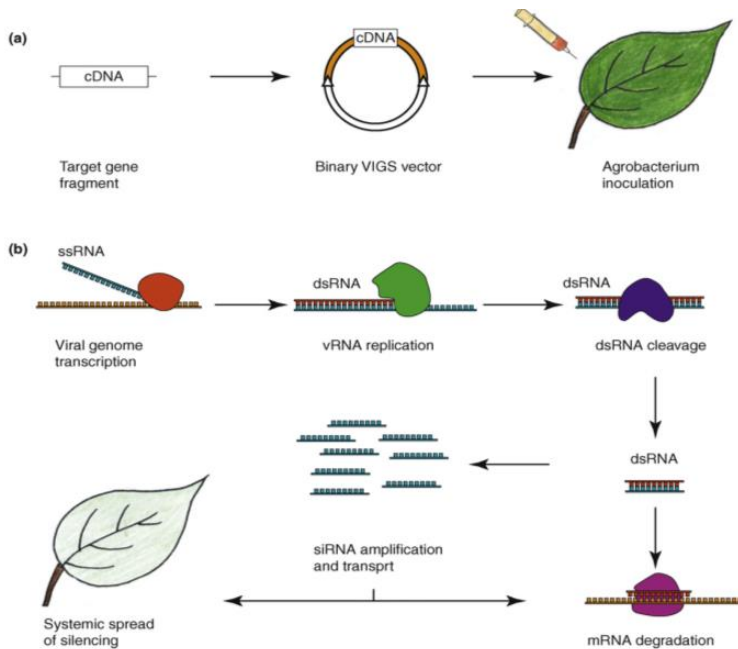 (a)
cDNA
cDNA
Target gene
fragment
Binary VIGS vector
Agrobacterium
inoculation
(b)
ssRNA
dsRNA
dsRNA
Viral genome
transcription
vRNA replication
dsRNA cleavage
dsRNA
siRNA amplification
and transprt
Systemic spread
of silencing
mRNA degradation